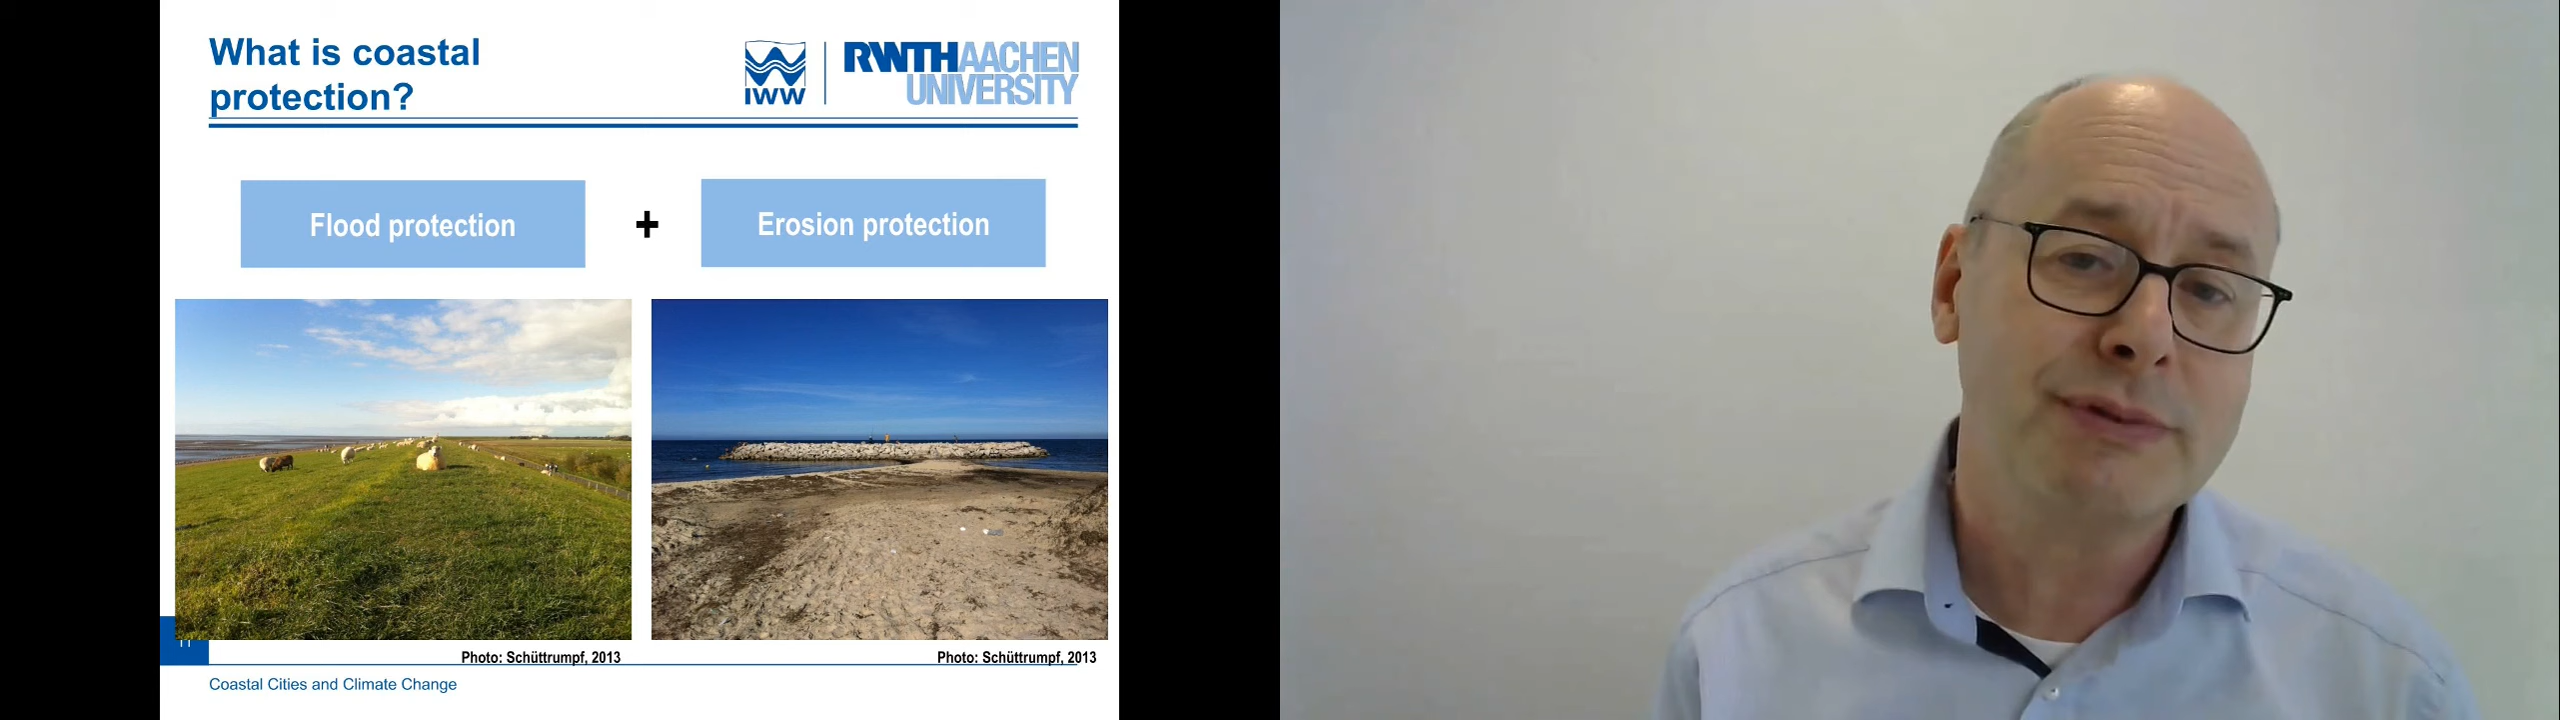 What is coastal
protection?
IWW
RWTH AACHEN
UNIVERSITY
Flood protection
+
Erosion protection
Photo: Schüttrumpf, 2013
Photo: Schüttrumpf, 2013
Coastal Cities and Climate Change